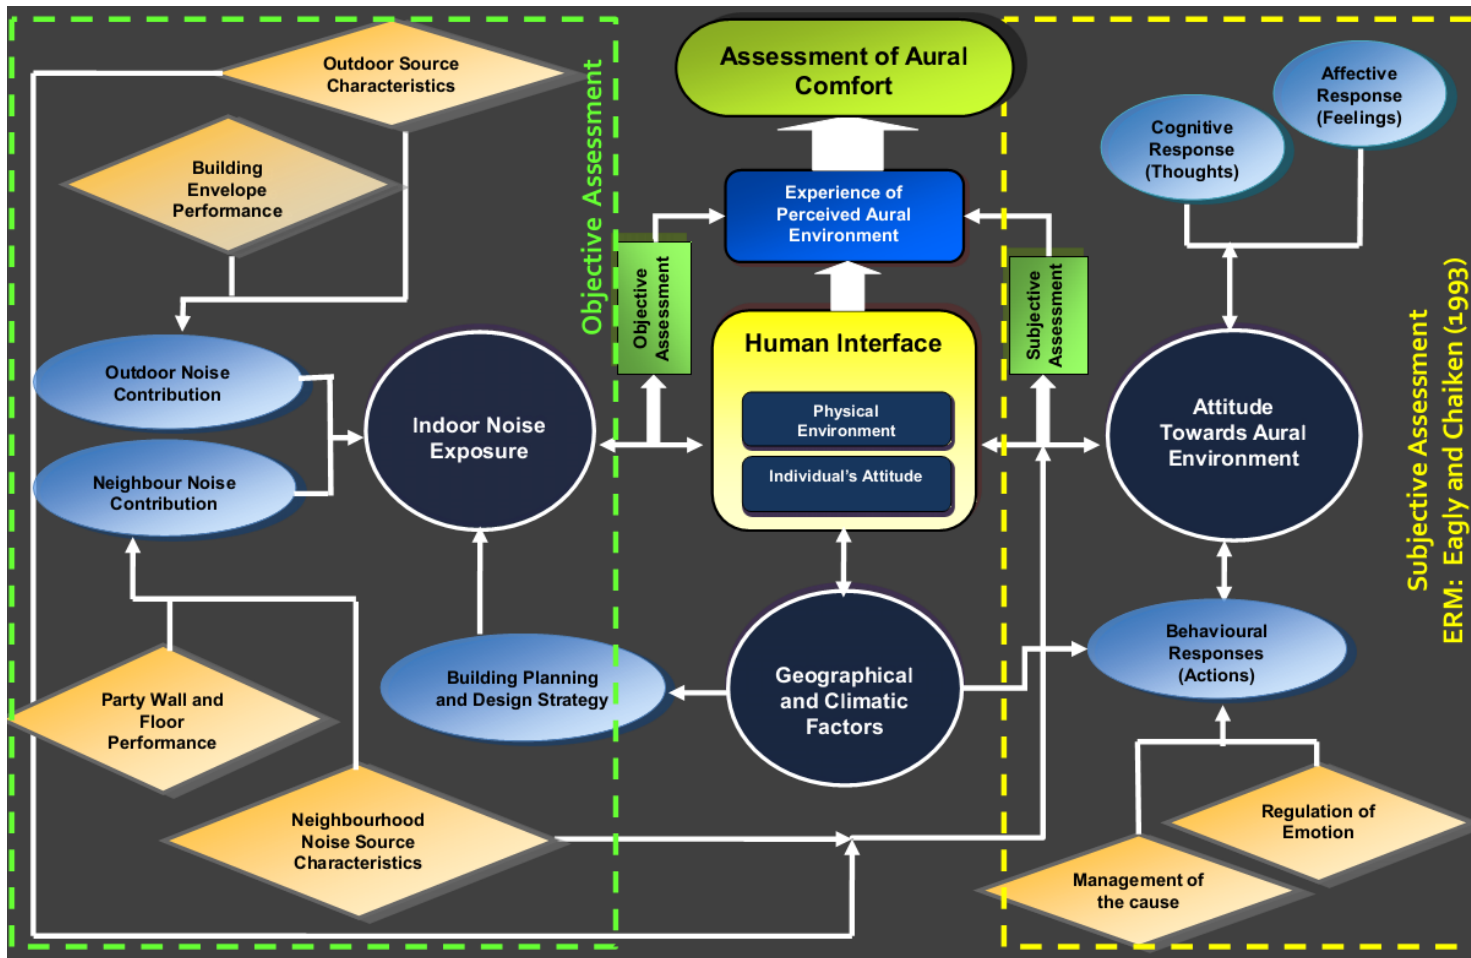 Outdoor Source
Characteristics
Building
Envelope
Performance
Outdoor Noise
Contribution
Neighbour Noise
Contribution
Indoor Noise
Exposure
Party Wall and
Floor
Performance
Neighbourhood
Noise Source
Characteristics
Building Planning
and Design Strategy
Objective Assessment
Assessment of Aural
Comfort
Experience of
Perceived Aural
Environment
Objective
Assessment
Human Interface
Physical
Environment
Individual's Attitude
Subjective
Assessment
Geographical
and Climatic
Factors
Cognitive
Response
(Thoughts)
Affective
Response
(Feelings)
Attitude
Towards Aural
Environment
Behavioural
Responses
(Actions)
Regulation of
Emotion
Management of
the cause
Subjective Assessment
ERM: Eagly and Chaiken (1993)